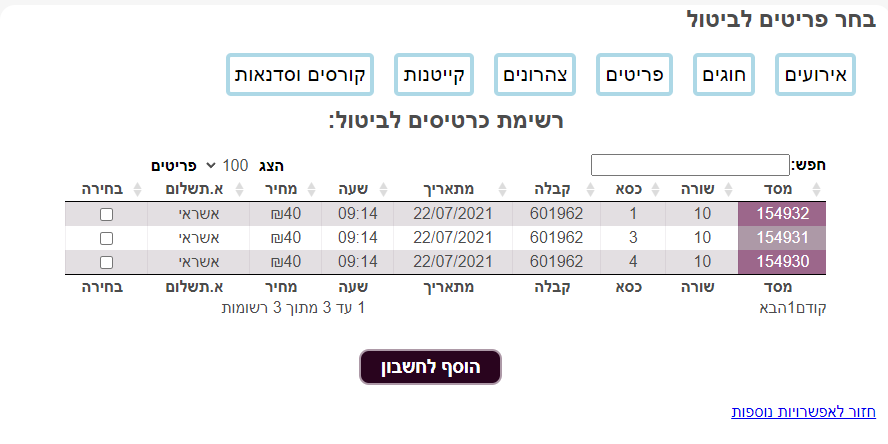 בחר פריטים לביטול
אירועים חוגים פריטים צהרונים קייטנות קורסים וסדנאות
רשימת כרטיסים לביטול:
חפש: הצג 100 פריטים
מסד שורה כסא קבלה מתאריך שעה מחיר א.תשלום בחירה
154932 10 1 601962 22/07/2021 09:14 ₪40 אשראי
154931 10 3 601962 22/07/2021 09:14 ₪40 אשראי
154930 10 4 601962 22/07/2021 09:14 ₪40 אשראי
מסד שורה כסא קבלה מתאריך שעה מחיר א.תשלום בחירה
קודם1הבא 1 עד 3 מתוך 3 רשומות
הוסף לחשבון
חזור לאפשרויות נוספות